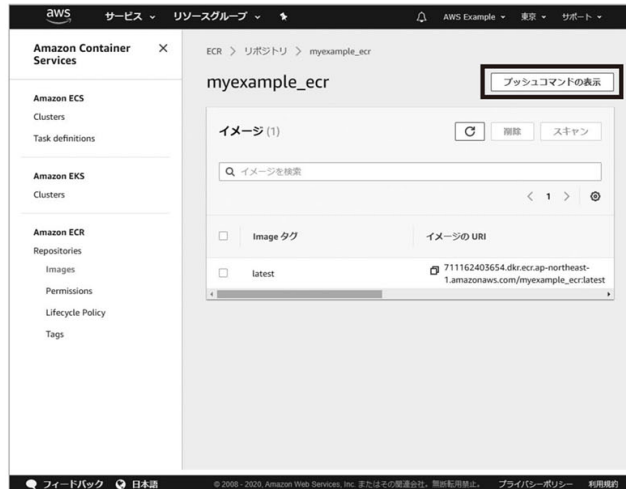 aws サービス リソースグループ AWS Example 東京 サポート
Amazon Container Services
Amazon ECS
Clusters
Task definitions
Amazon EKS
Clusters
Amazon ECR
Repositories
Images
Permissions
Lifecycle Policy
Tags
ECR > リポジトリ > myexample_ecr
myexample_ecr
プッシュコマンドの表示
イメージ (1)
削除 スキャン
イメージを検索
< 1 >
Image タグ イメージの URI
latest 711162403654.dkr.ecr.ap-northeast-
1.amazonaws.com/myexample_ecr:latest
フィードバック 日本語 © 2008 - 2020, Amazon Web Services, Inc. またはその関連会社。無断転用禁止。 プライバシーポリシー 利用規約